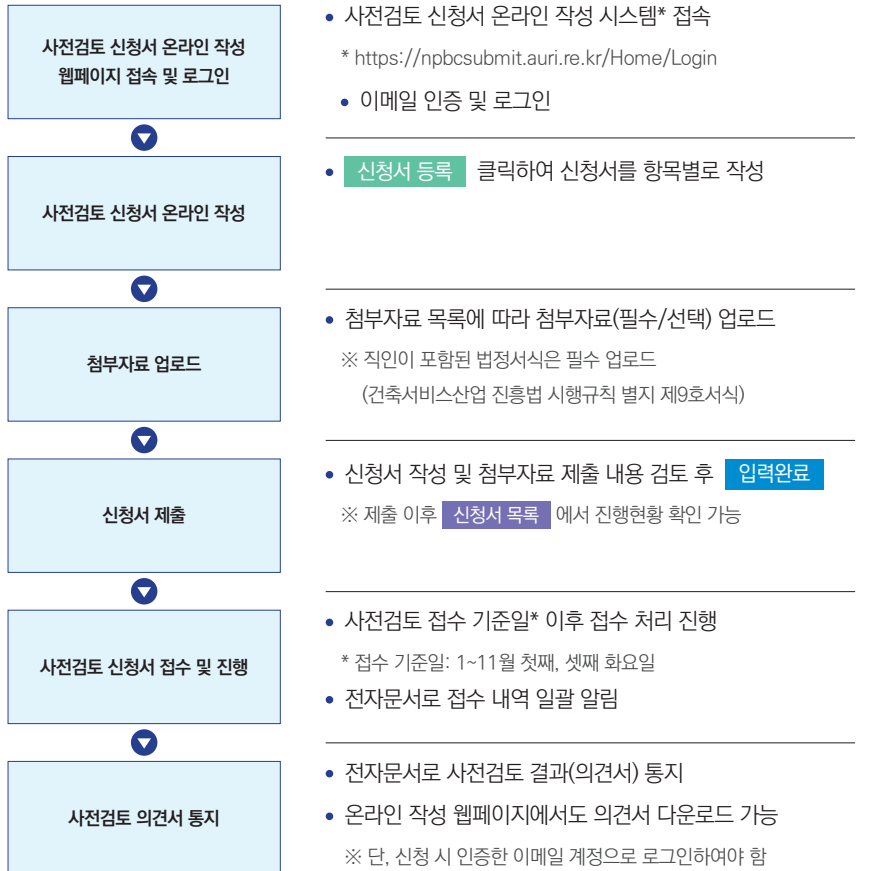 사전검토 신청서 온라인 작성
웹페이지 접속 및 로그인
• 사전검토 신청서 온라인 작성 시스템* 접속
* https://npbcsubmit.auri.re.kr/Home/Login
• 이메일 인증 및 로그인
사전검토 신청서 온라인 작성
• 신청서 등록 클릭하여 신청서를 항목별로 작성
첨부자료 업로드
• 첨부자료 목록에 따라 첨부자료(필수/선택) 업로드
※ 직인이 포함된 법정서식은 필수 업로드
(건축서비스산업 진흥법 시행규칙 별지 제9호서식)
신청서 제출
• 신청서 작성 및 첨부자료 제출 내용 검토 후 입력완료
※ 제출 이후 신청서 목록 에서 진행현황 확인 가능
사전검토 신청서 접수 및 진행
• 사전검토 접수 기준일* 이후 접수 처리 진행
* 접수 기준일: 1~11월 첫째, 셋째 화요일
• 전자문서로 접수 내역 일괄 알림
사전검토 의견서 통지
• 전자문서로 사전검토 결과(의견서) 통지
• 온라인 작성 웹페이지에서도 의견서 다운로드 가능
※ 단, 신청 시 인증한 이메일 계정으로 로그인하여야 함